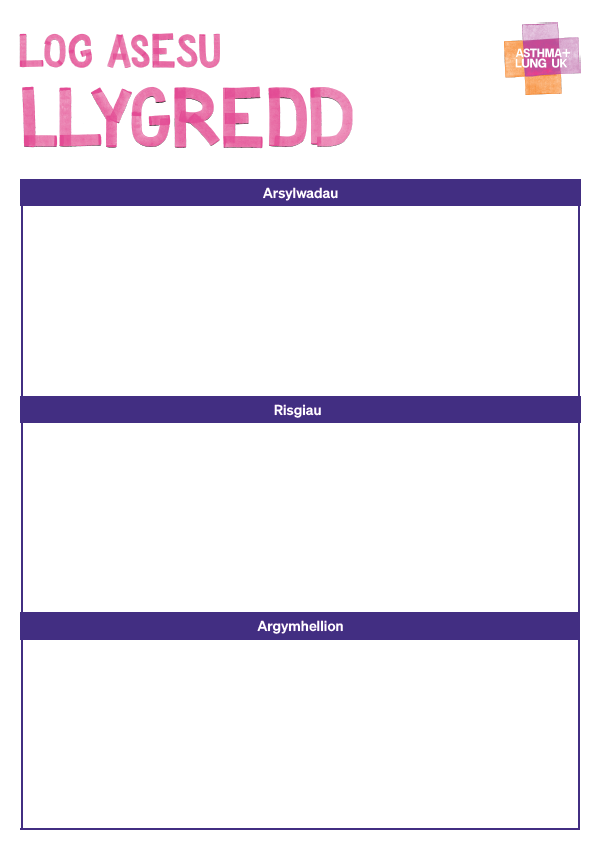 LOG ASESU
LLYGREDD
ASTHMA+
LUNG UK
Arsylwadau
Risgiau
Argymhellion